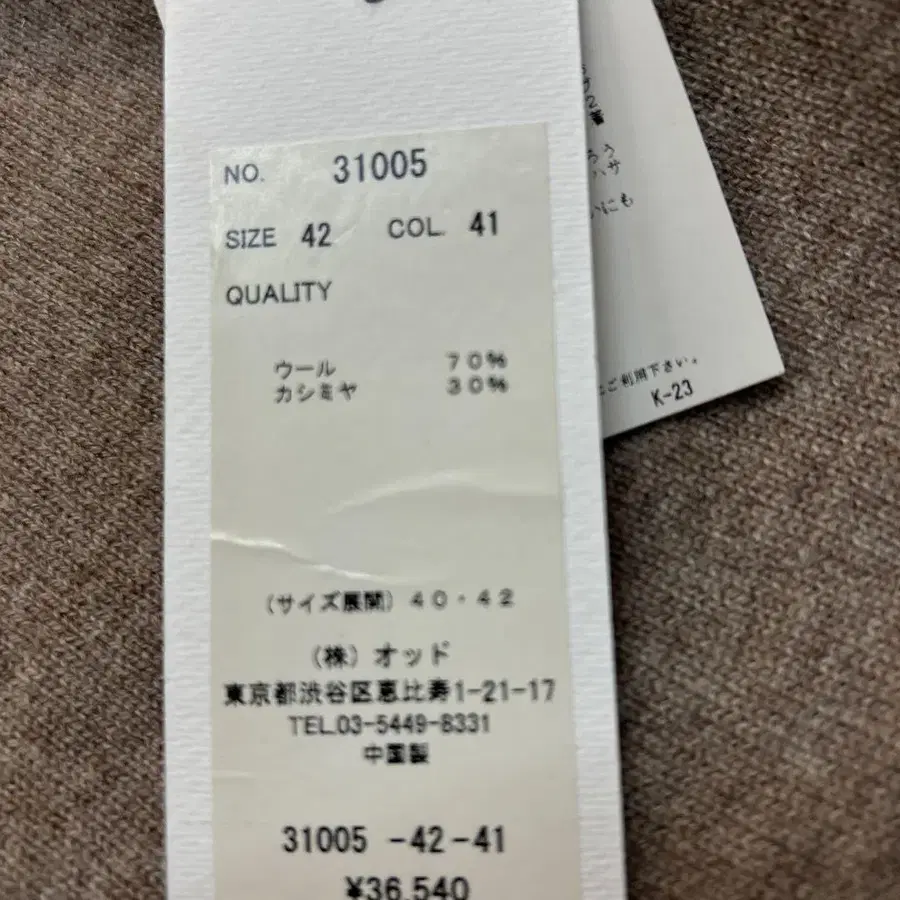 NO. 31005
SIZE 42 COL. 41
QUALITY
ウール 70%
カシミヤ 30%
(サイズ展開) 40・42
(株) オッド
東京都渋谷区恵比寿1-21-17
TEL.03-5449-8331
中国製
31005 -42-41
¥36,540
にも
ご利用下さい。
K-23